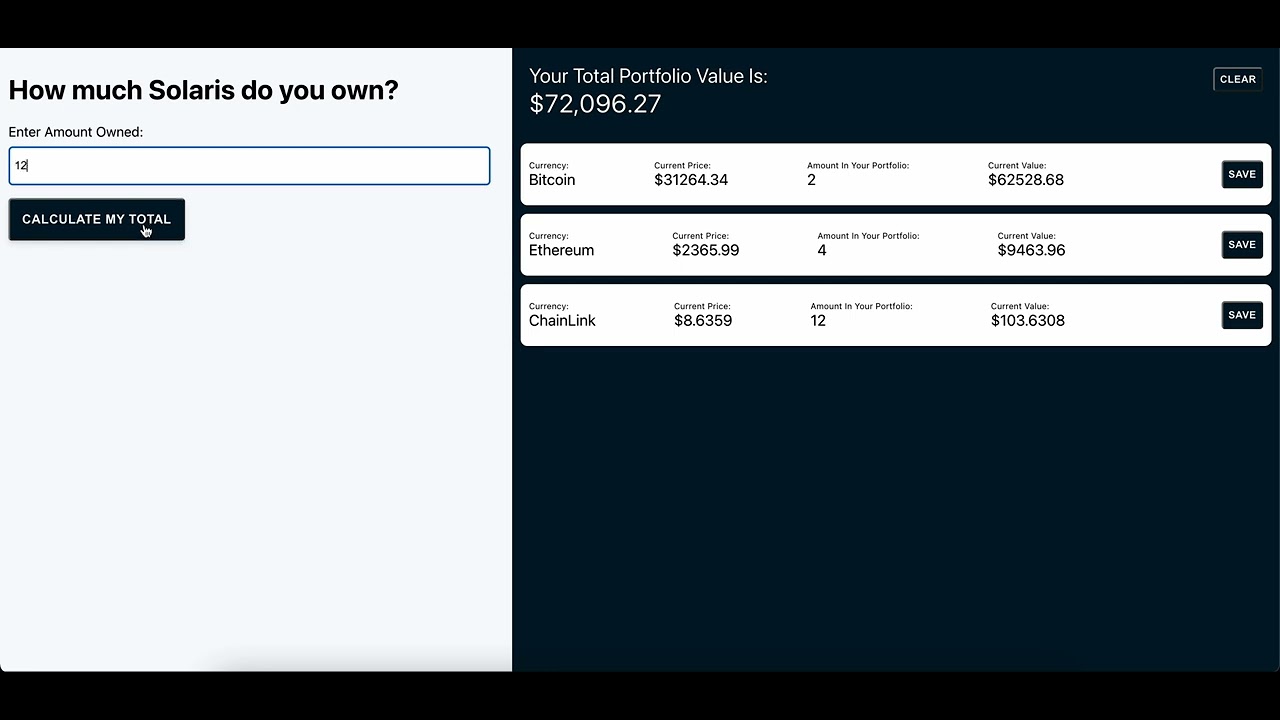 How much Solaris do you own?
Enter Amount Owned:
12
CALCULATE MY TOTAL
Your Total Portfolio Value Is:
$72,096.27
CLEAR
Currency: Current Price: Amount In Your Portfolio: Current Value:
Bitcoin $31264.34 2 $62528.68
SAVE
Currency: Current Price: Amount In Your Portfolio: Current Value:
Ethereum $2365.99 4 $9463.96
SAVE
Currency: Current Price: Amount In Your Portfolio: Current Value:
ChainLink $8.6359 12 $103.6308
SAVE